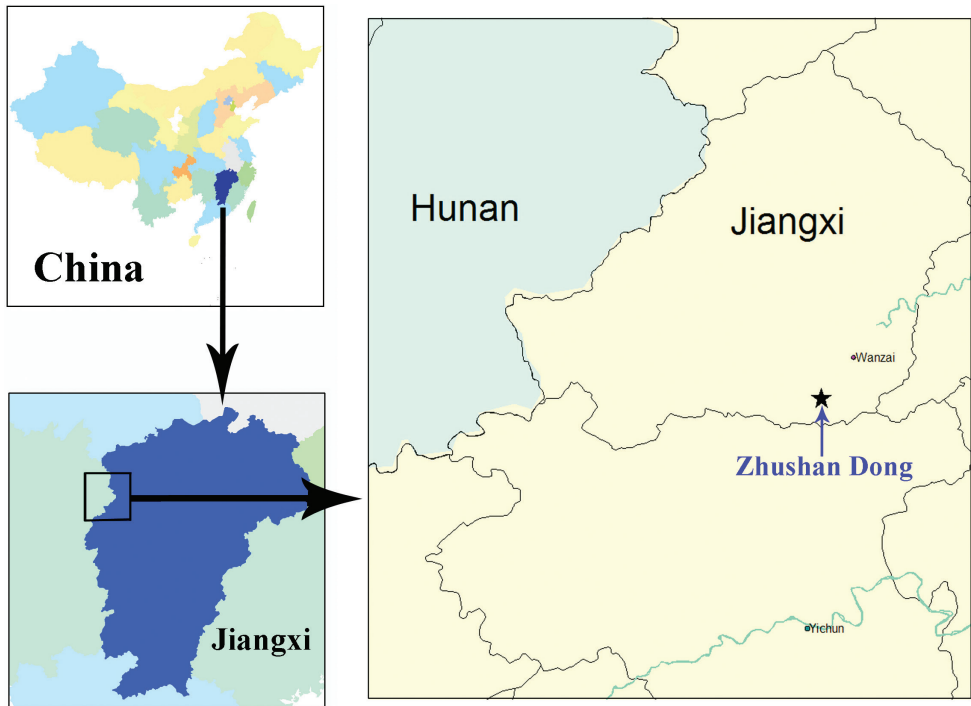 China
Jiangxi
Hunan
Jiangxi
Wanzai
Zhushan Dong
Yichun